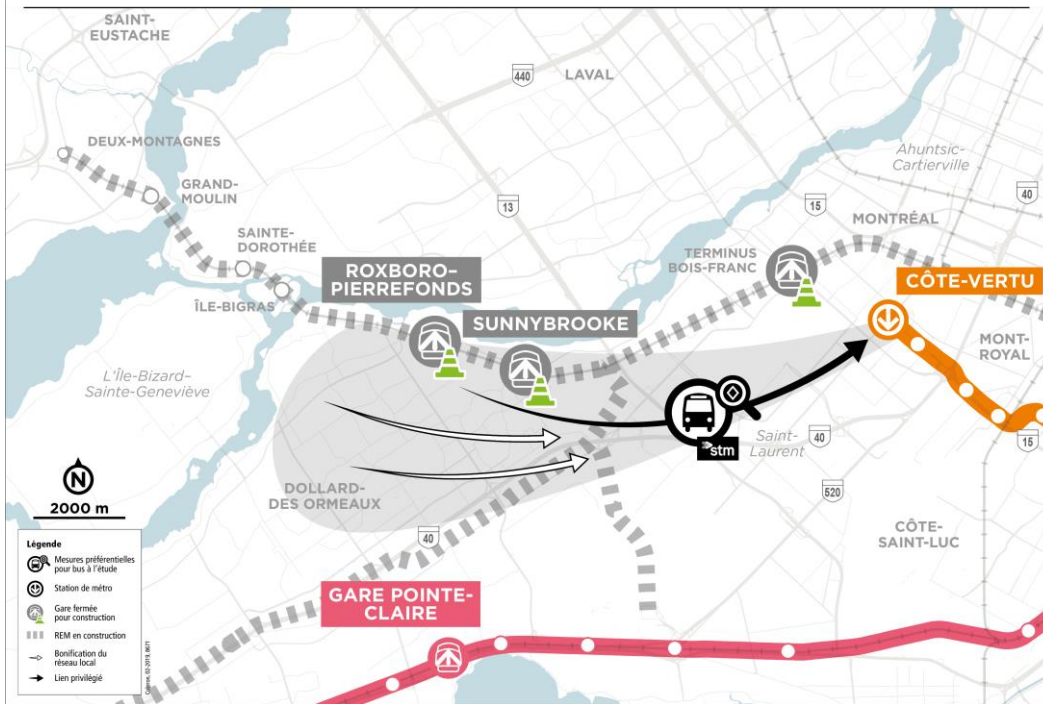 SAINT-
EUSTACHE
440
LAVAL
DEUX-MONTAGNES
GRAND-
MOULIN
Ahuntsic-
Cartierville
40
13
15
MONTRÉAL
SAINTE-
DOROTHÉE
TERMINUS
BOIS-FRANC
ROXBORO-
PIERREFONDS
CÔTE-VERTU
ÎLE-BIGRAS
SUNNYBROOKE
MONT-
ROYAL
L'Île-Bizard–
Sainte-Geneviève
stm
Saint-
Laurent
40
15
N
2000 m
DOLLARD-
DES ORMEAUX
520
40
CÔTE-
SAINT-LUC
GARE POINTE-
CLAIRE
Légende
Mesures préférentielles
pour bus à l'étude
Station de métro
Gare fermée
pour construction
REM en construction
Bonification du
réseau local
Lien privilégié